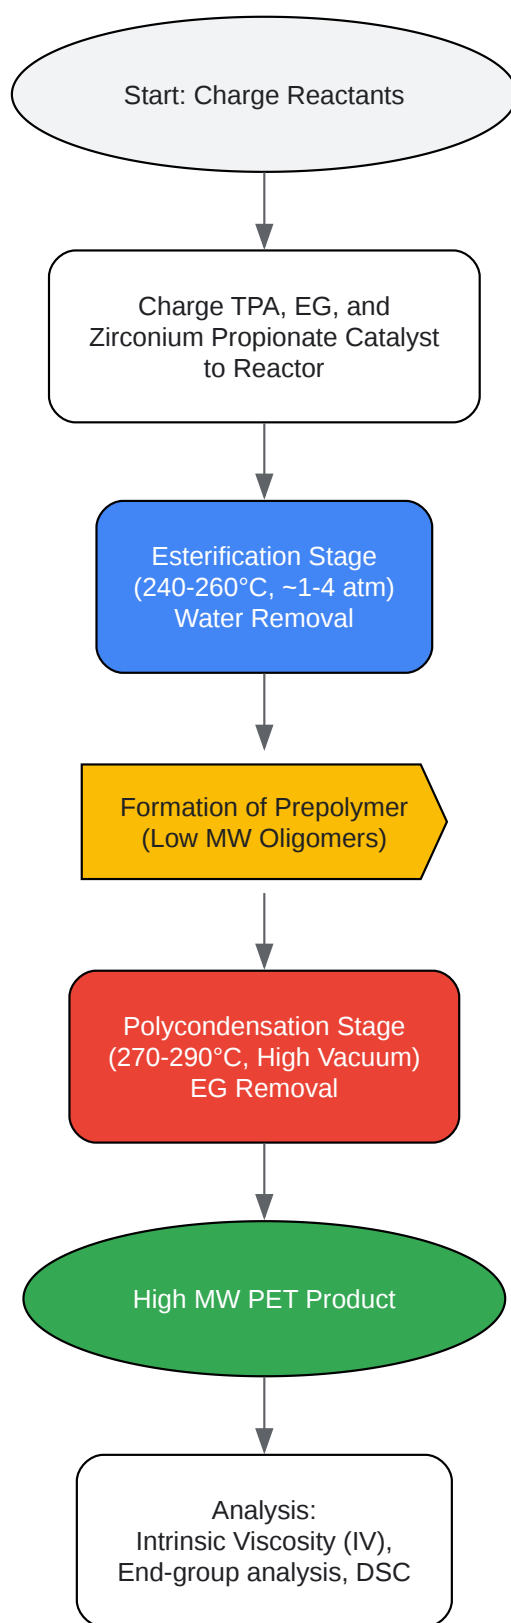 Start: Charge Reactants
Charge TPA, EG, and
Zirconium Propionate Catalyst
to Reactor
Esterification Stage
(240-260°C, ~1-4 atm)
Water Removal
Formation of Prepolymer
(Low MW Oligomers)
Polycondensation Stage
(270-290°C, High Vacuum)
EG Removal
High MW PET Product
Analysis:
Intrinsic Viscosity (IV),
End-group analysis, DSC